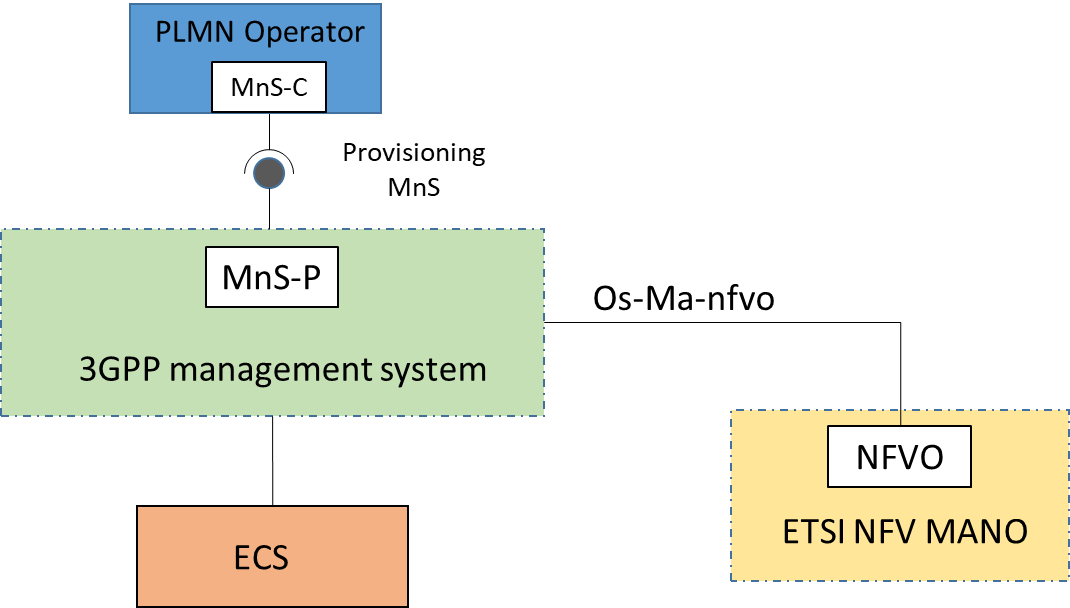 PLMN Operator
MnS-C
Provisioning
MnS
MnS-P
3GPP management system
Os-Ma-nfvo
NFVO
ETSI NFV MANO
ECS